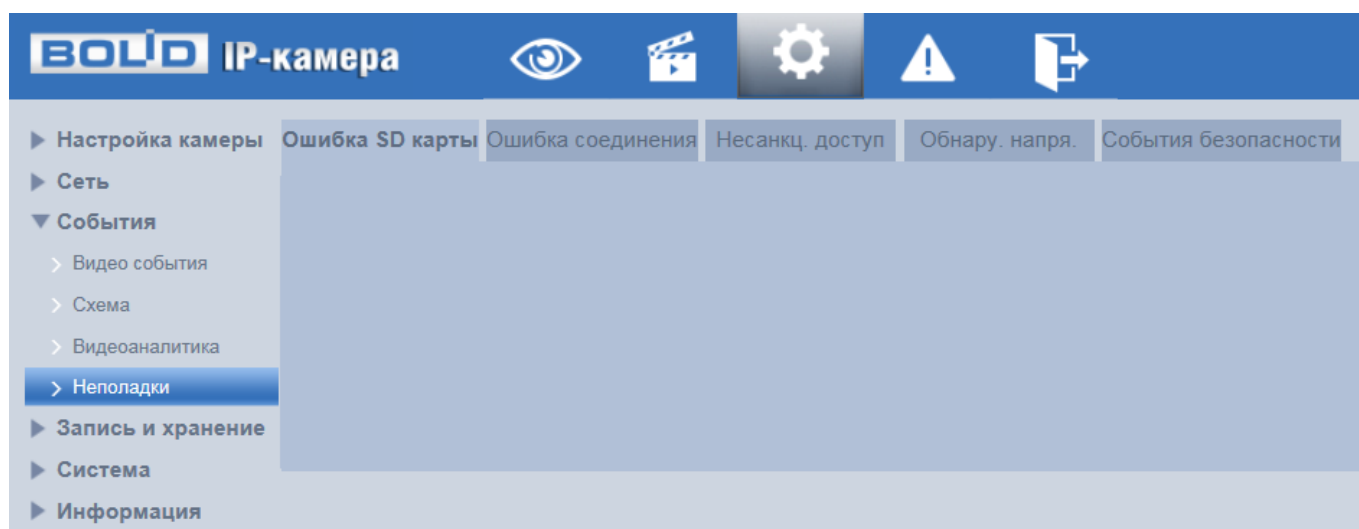 BOLID IP-камера
Настройка камеры
Ошибка SD карты Ошибка соединения Несанкц. доступ Обнару. напря. События безопасности
Сеть
События
Видео события
Схема
Видеоаналитика
Неполадки
Запись и хранение
Система
Информация